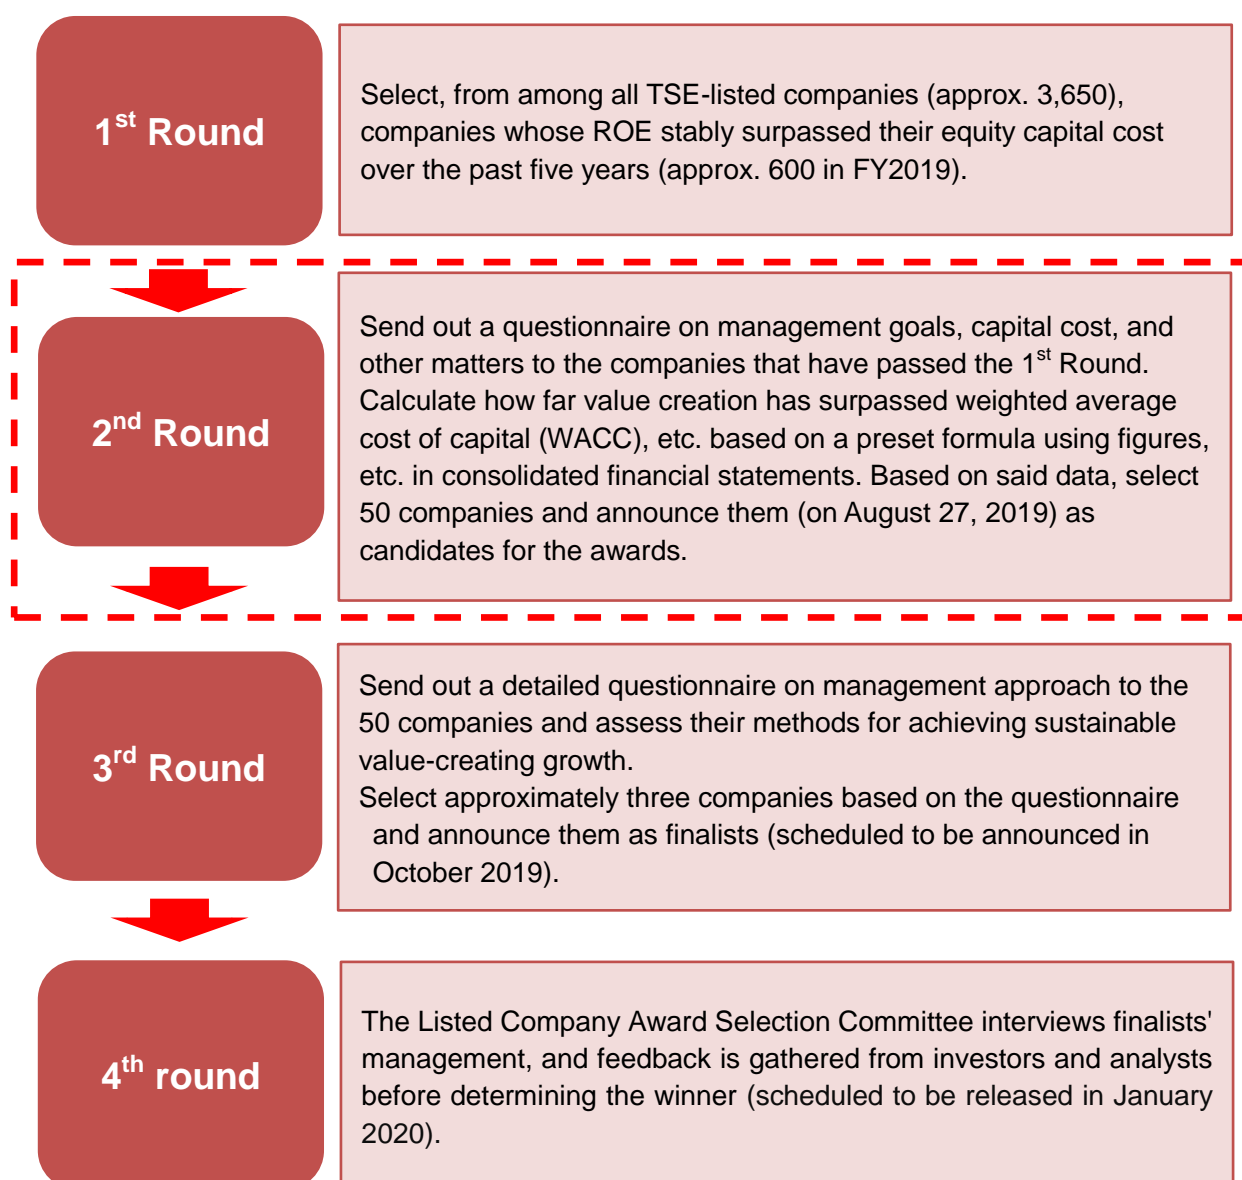 1st Round
Select, from among all TSE-listed companies (approx. 3,650),
companies whose ROE stably surpassed their equity capital cost
over the past five years (approx. 600 in FY2019).
2nd Round
Send out a questionnaire on management goals, capital cost, and
other matters to the companies that have passed the 1st Round.
Calculate how far value creation has surpassed weighted average
cost of capital (WACC), etc. based on a preset formula using figures,
etc. in consolidated financial statements. Based on said data, select
50 companies and announce them (on August 27, 2019) as
candidates for the awards.
3rd Round
Send out a detailed questionnaire on management approach to the
50 companies and assess their methods for achieving sustainable
value-creating growth.
Select approximately three companies based on the questionnaire
and announce them as finalists (scheduled to be announced in
October 2019).
4th round
The Listed Company Award Selection Committee interviews finalists'
management, and feedback is gathered from investors and analysts
before determining the winner (scheduled to be released in January
2020).